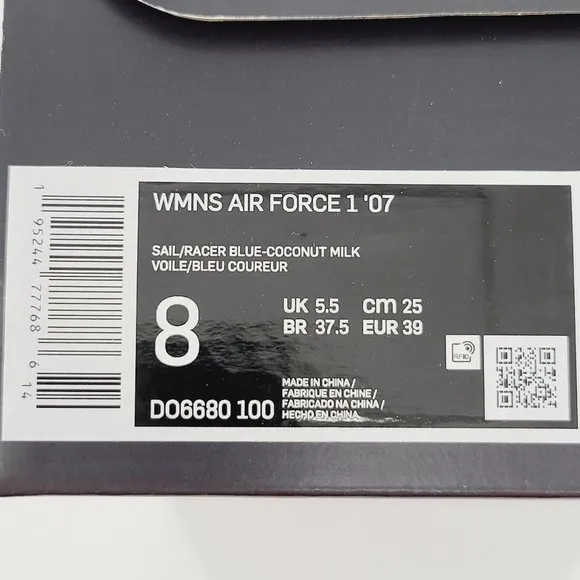 WMNS AIR FORCE 1 '07
SAIL/RACER BLUE-COCONUT MILK
VOILE/BLEU COUREUR
8
UK 5.5 cm 25
BR 37.5 EUR 39
DO6680 100
MADE IN CHINA /
FABRIQUE EN CHINE /
FABRICADO NA CHINA /
HECHO EN CHINA
RFID
1 95244 77768 6 14